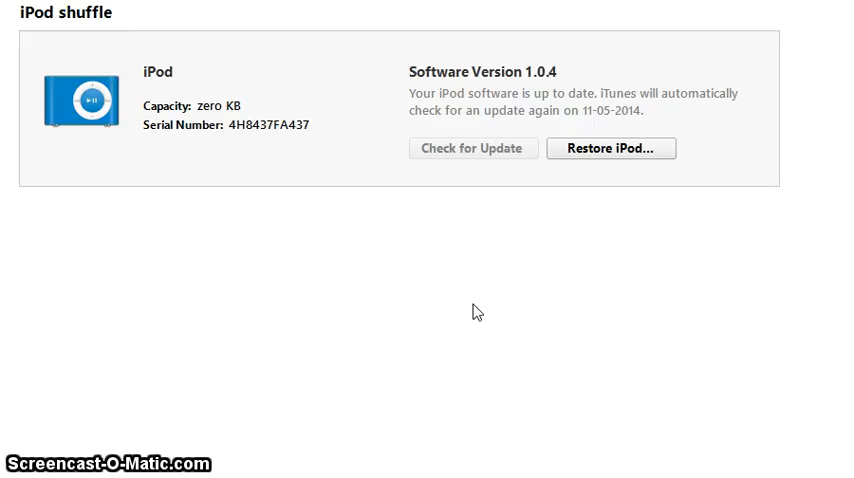 iPod shuffle
iPod
Capacity: zero KB
Serial Number: 4H8437FA437
Software Version 1.0.4
Your iPod software is up to date. iTunes will automatically
check for an update again on 11-05-2014.
Check for Update
Restore iPod...
Screencast-O-Matic.com